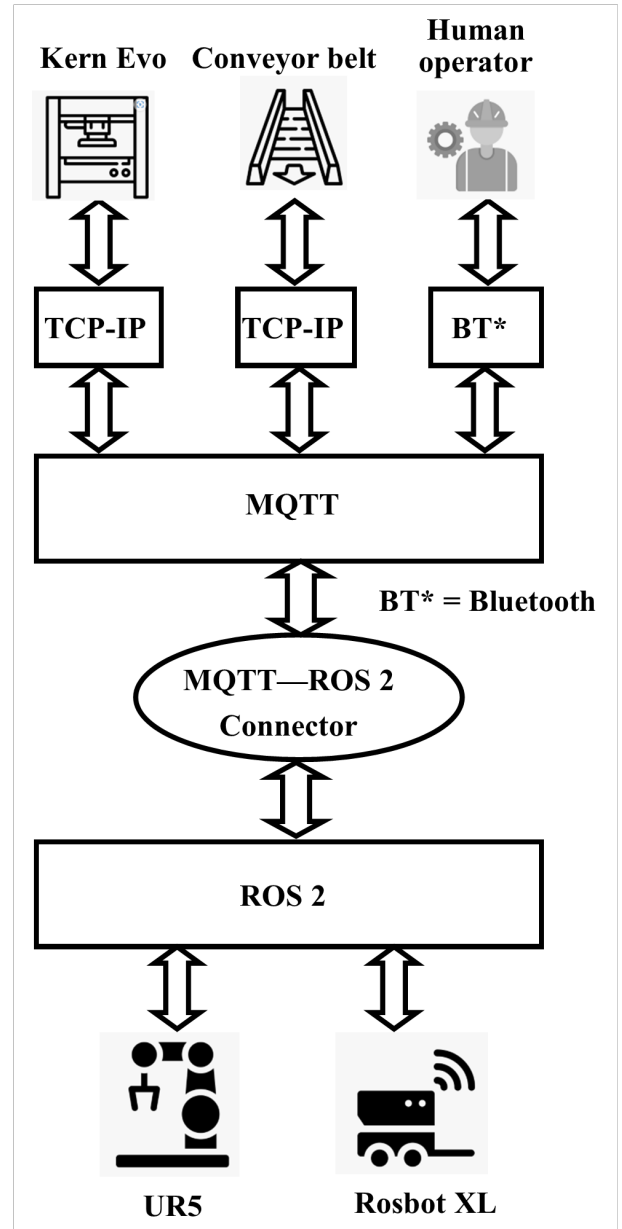 Kern Evo
Conveyor belt
Human
operator
TCP-IP
TCP-IP
BT*
MQTT
BT* = Bluetooth
MQTT—ROS 2
Connector
ROS 2
UR5
Rosbot XL